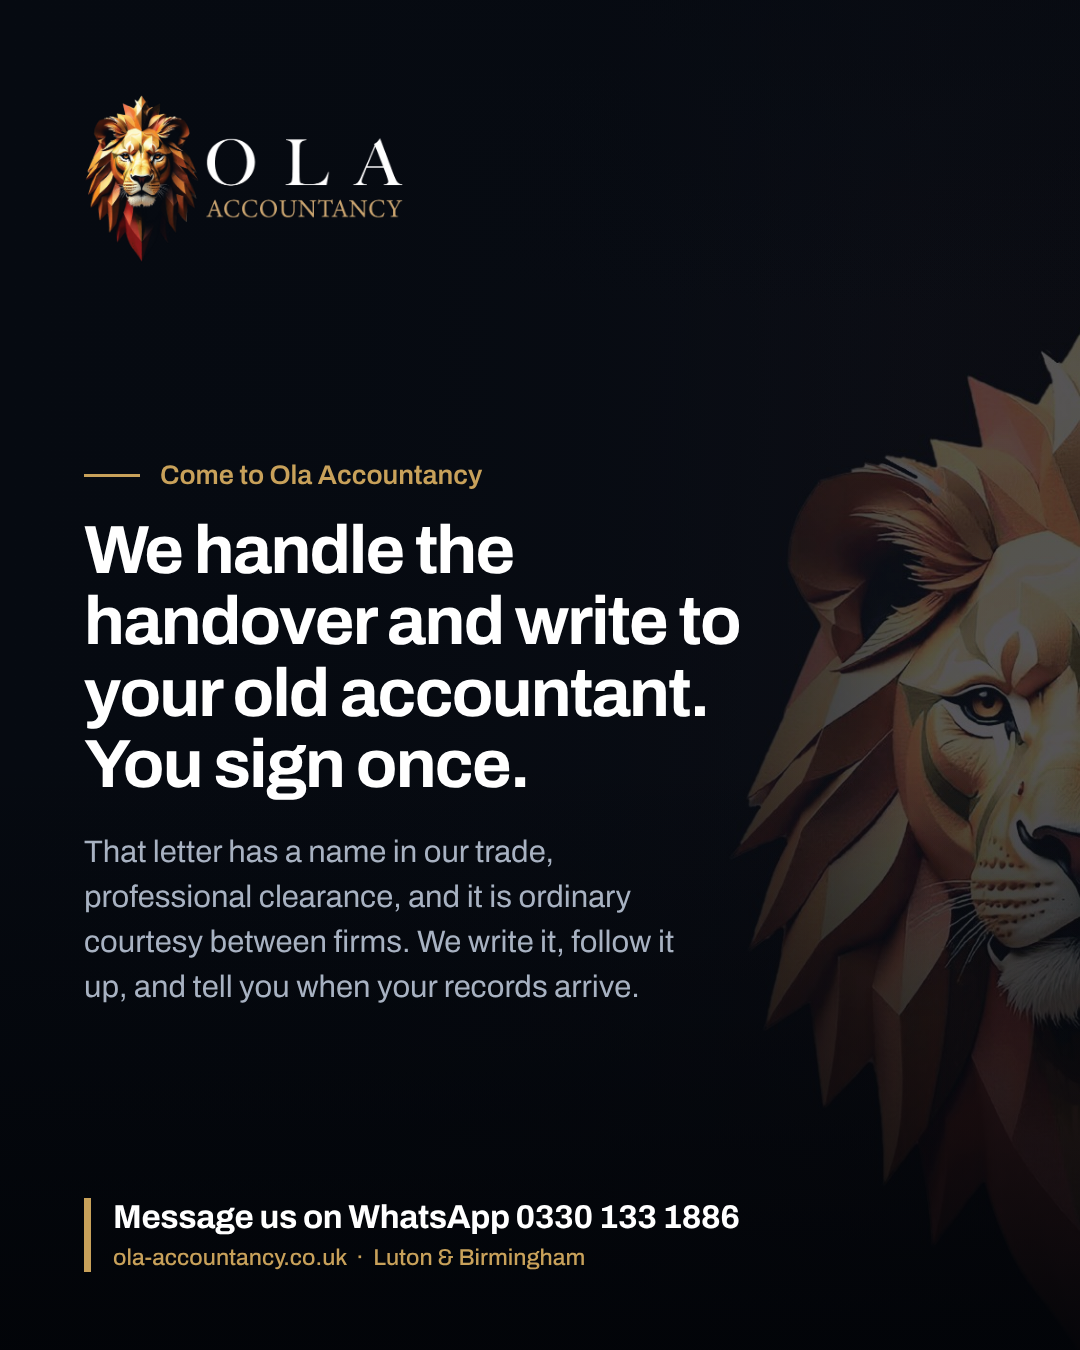 OLA
ACCOUNTANCY
Come to Ola Accountancy
We handle the
handover and write to
your old accountant.
You sign once.
That letter has a name in our trade,
professional clearance, and it is ordinary
courtesy between firms. We write it, follow it
up, and tell you when your records arrive.
Message us on WhatsApp 0330 133 1886
ola-accountancy.co.uk · Luton & Birmingham